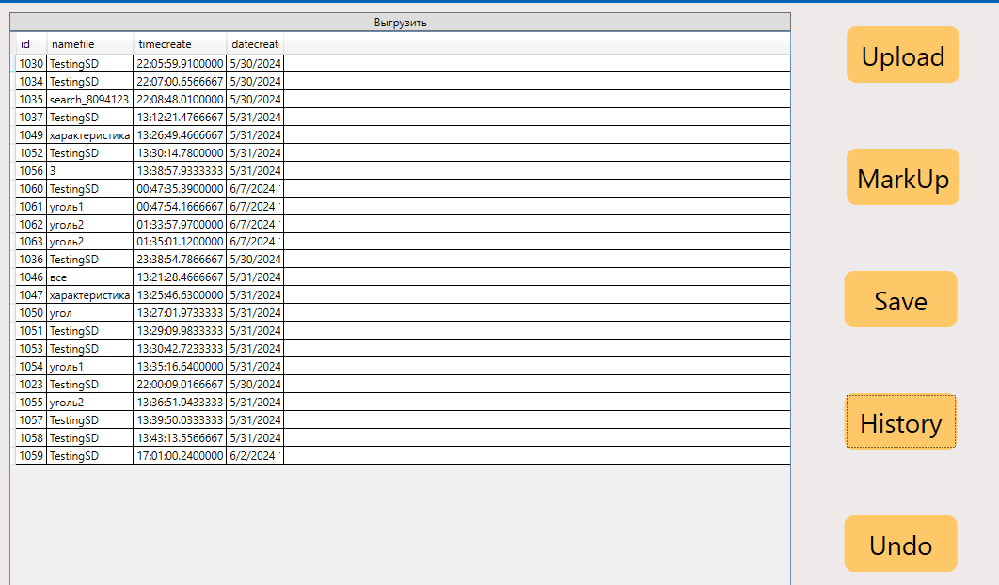 Выгрузить
id namefile timecreate datecreat
1030 TestingSD 22:05:59.9100000 5/30/2024
1034 TestingSD 22:07:00.6566667 5/30/2024
1035 search_8094123 22:08:48.0100000 5/30/2024
1037 TestingSD 13:12:21.4766667 5/31/2024
1049 характеристика 13:26:49.4666667 5/31/2024
1052 TestingSD 13:30:14.7800000 5/31/2024
1056 3 13:38:57.9333333 5/31/2024
1060 TestingSD 00:47:35.3900000 6/7/2024
1061 уголь1 00:47:54.1666667 6/7/2024
1062 уголь2 01:33:57.9700000 6/7/2024
1063 уголь2 01:35:01.1200000 6/7/2024
1036 TestingSD 23:38:54.7866667 5/30/2024
1046 все 13:21:28.4666667 5/31/2024
1047 характеристика 13:25:46.6300000 5/31/2024
1050 угол 13:27:01.9733333 5/31/2024
1051 TestingSD 13:29:09.9833333 5/31/2024
1053 TestingSD 13:30:42.7233333 5/31/2024
1054 уголь1 13:35:16.6400000 5/31/2024
1023 TestingSD 22:00:09.0166667 5/30/2024
1055 уголь2 13:36:51.9433333 5/31/2024
1057 TestingSD 13:39:50.0333333 5/31/2024
1058 TestingSD 13:43:13.5566667 5/31/2024
1059 TestingSD 17:01:00.2400000 6/2/2024
Upload
MarkUp
Save
History
Undo